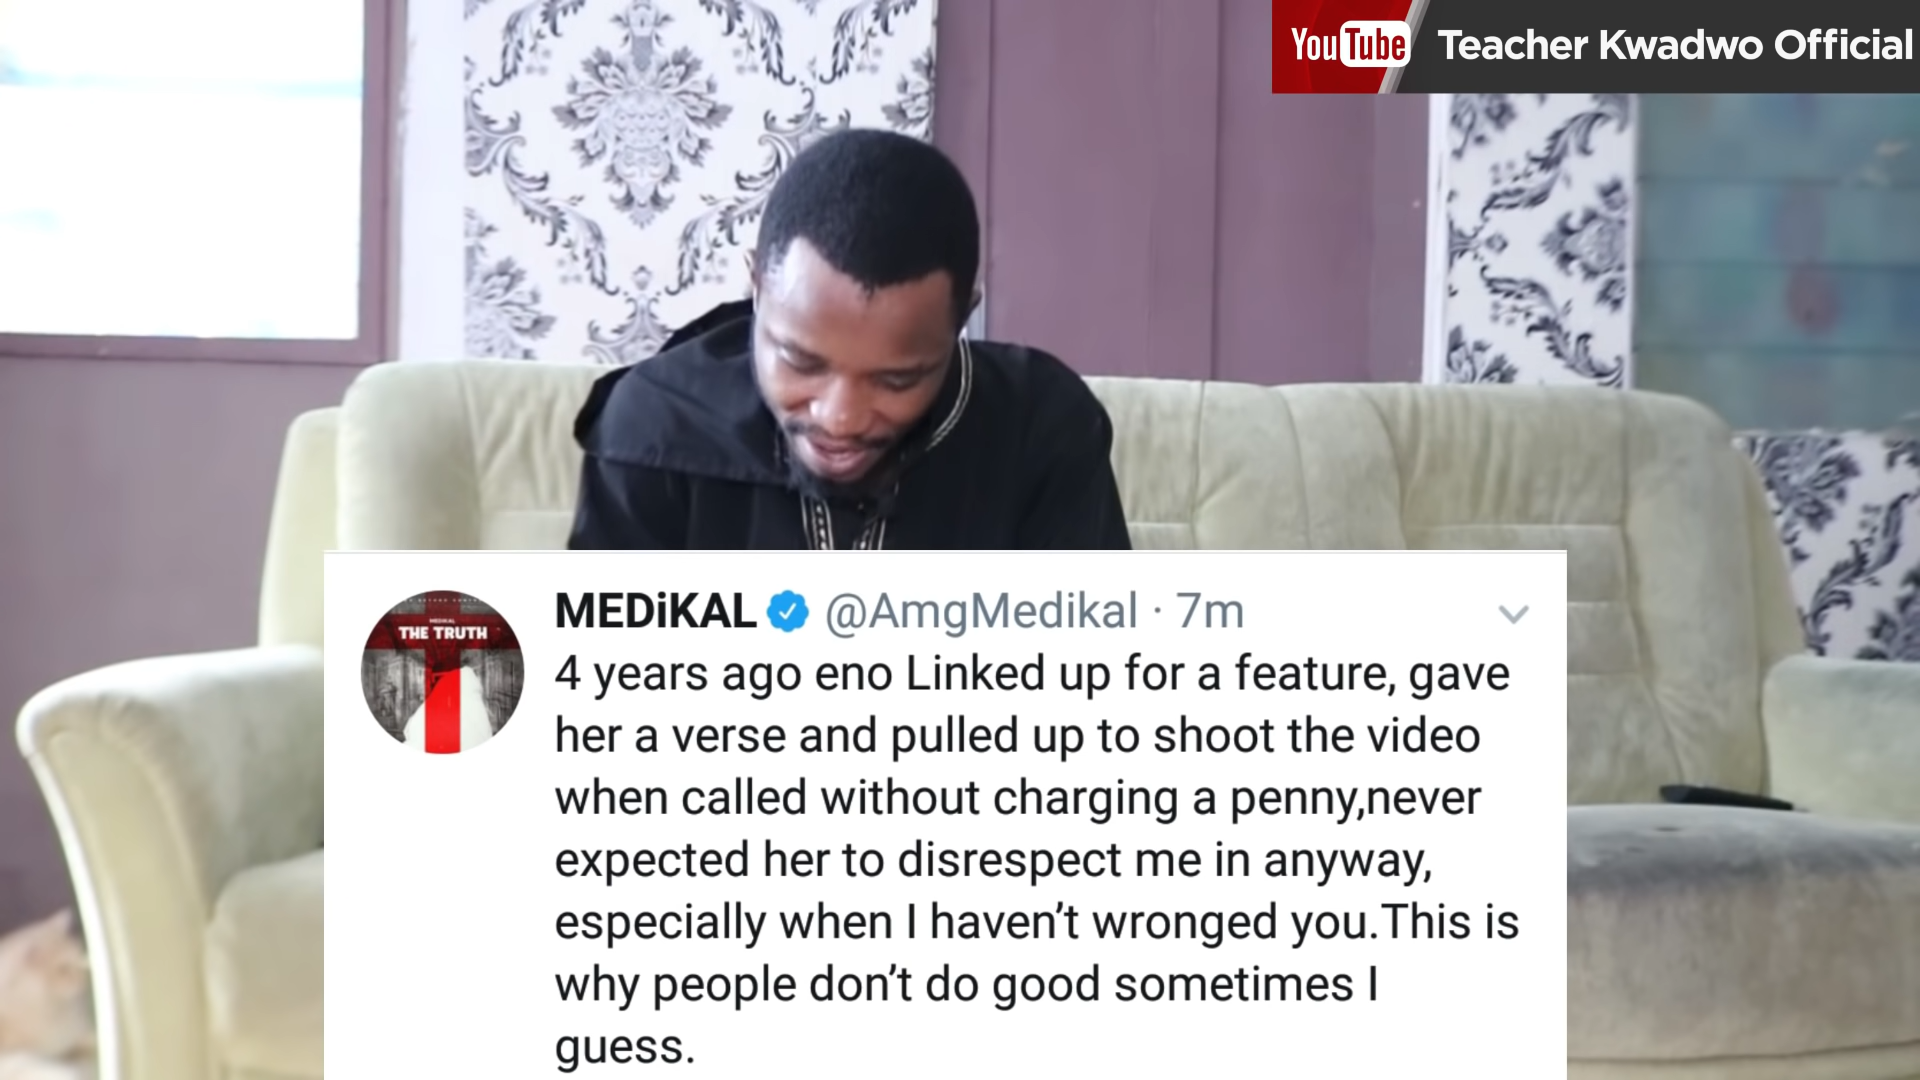 YouTube Teacher Kwadwo Official
MEDiKAL @AmgMedikal · 7m
THE TRUTH
4 years ago eno Linked up for a feature, gave
her a verse and pulled up to shoot the video
when called without charging a penny,never
expected her to disrespect me in anyway,
especially when I haven't wronged you.This is
why people don't do good sometimes I
guess.